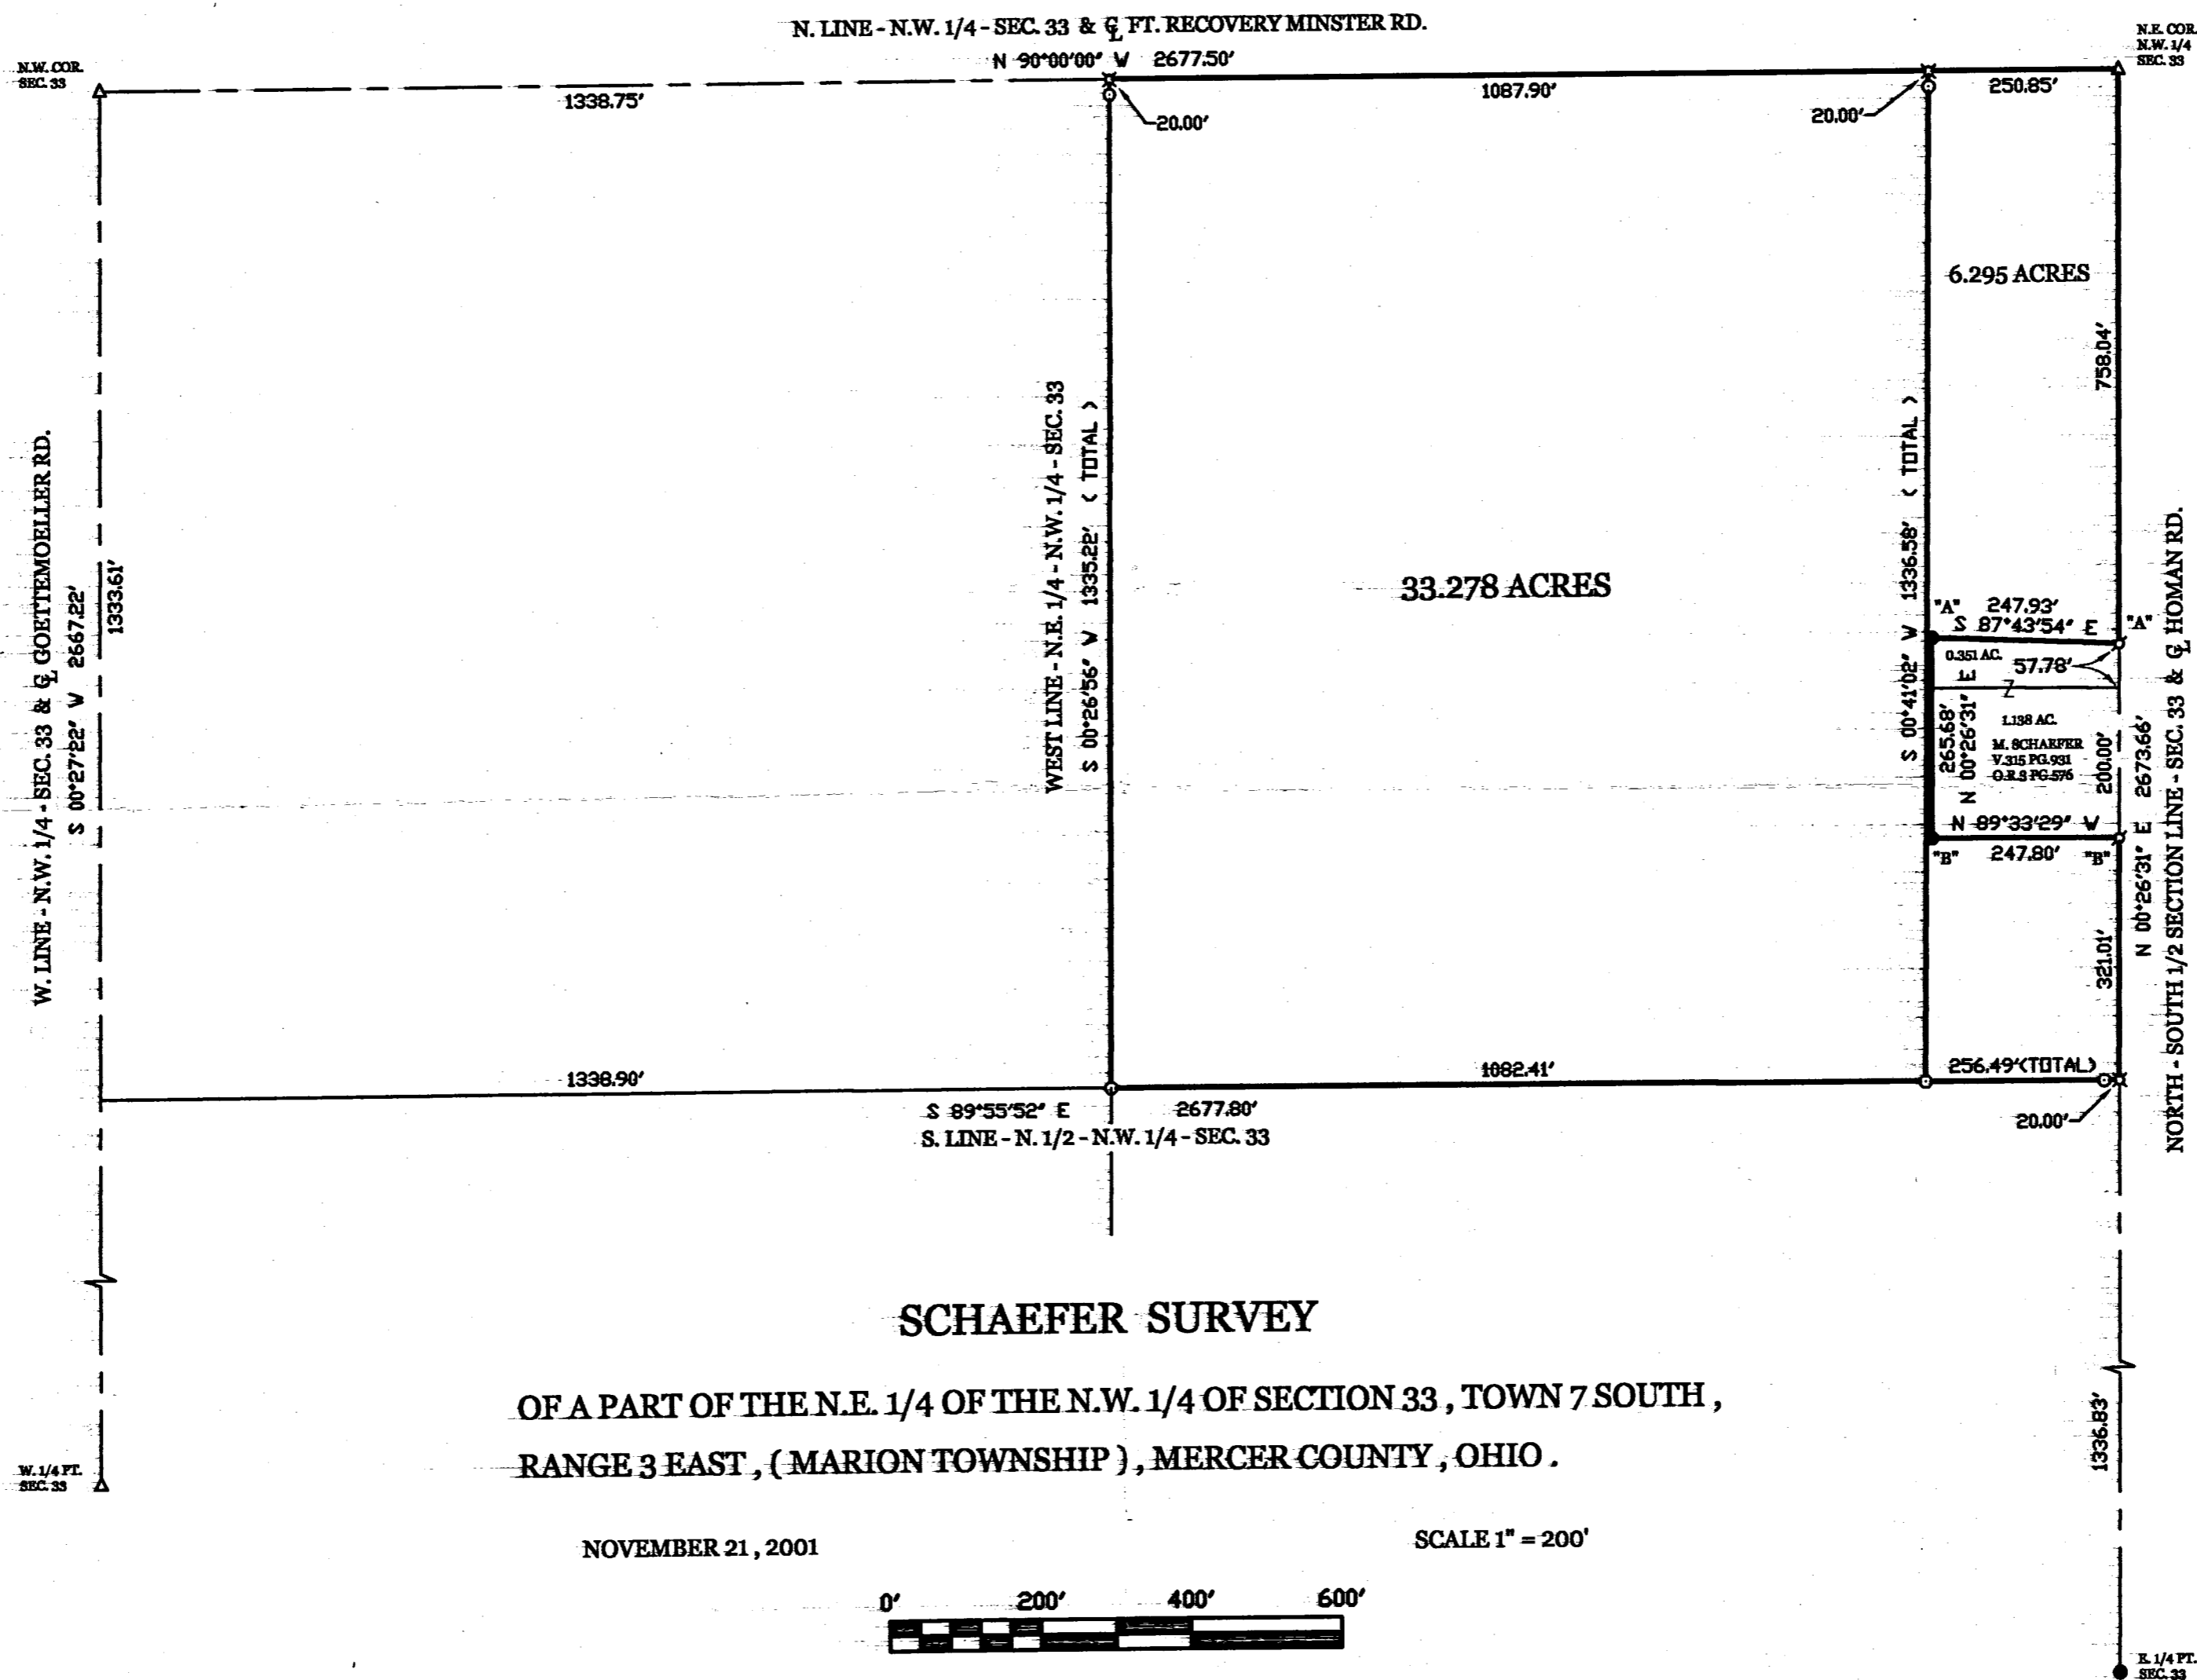 N. LINE - N.W. 1/4 - SEC. 33 & ℄ FT. RECOVERY MINSTER RD.
N 90°00'00" W 2677.50'
N.W. COR.
SEC. 33
N.E. COR.
N.W. 1/4
SEC. 33
1338.75'
1087.90'
250.85'
20.00'
20.00'
6.295 ACRES
758.04'
W. LINE - N.W. 1/4 - SEC. 33 & ℄ GOETTEMOELLER RD.
S 00°27'22" W 2667.22'
1333.61'
WEST LINE - N.E. 1/4 - N.W. 1/4 - SEC. 33
S 00°26'56" W 1335.22' ( TOTAL )
33.278 ACRES
S 00°41'02" W 1336.58' ( TOTAL )
"A" 247.93' "A"
S 87°43'54" E
0.351 AC.
57.78'
265.68'
N 00°26'31" E
1.138 AC.
M. SCHAEFER
V.315 PG.931
O.R.S PG.576
200.00'
N 89°33'29" W
"B" 247.80' "B"
N 00°26'31" E 2673.66'
NORTH - SOUTH 1/2 SECTION LINE - SEC. 33 & ℄ HOMAN RD.
321.01'
1338.90'
1082.41'
256.49'(TOTAL)
20.00'
S 89°55'52" E 2677.80'
S. LINE - N. 1/2 - N.W. 1/4 - SEC. 33
SCHAEFER SURVEY
OF A PART OF THE N.E. 1/4 OF THE N.W. 1/4 OF SECTION 33 , TOWN 7 SOUTH ,
RANGE 3 EAST , ( MARION TOWNSHIP ) , MERCER COUNTY , OHIO .
1336.83'
W. 1/4 PT.
SEC. 33
NOVEMBER 21 , 2001
SCALE 1" = 200'
0' 200' 400' 600'
E. 1/4 PT.
SEC. 33